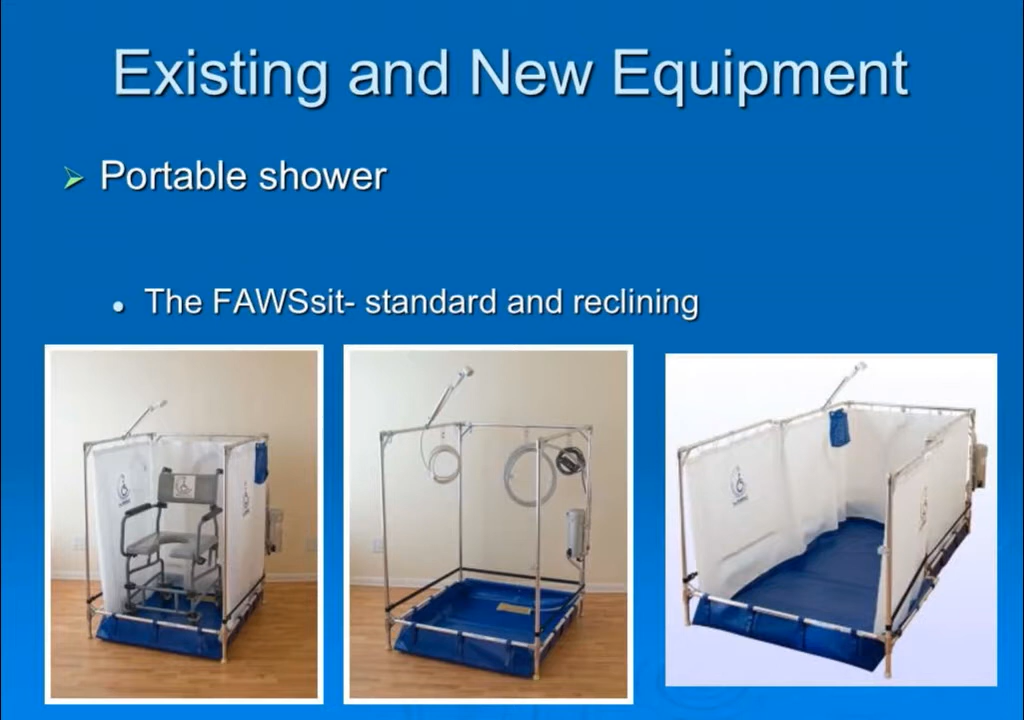 Existing and New Equipment
Portable shower
The FAWSsit- standard and reclining